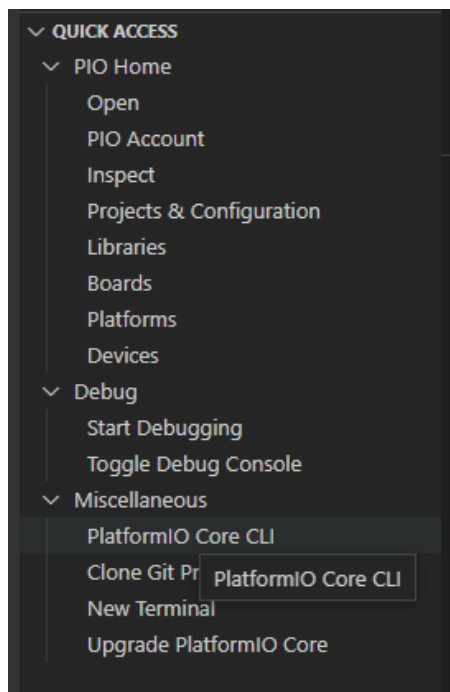 QUICK ACCESS
PIO Home
Open
PIO Account
Inspect
Projects & Configuration
Libraries
Boards
Platforms
Devices
Debug
Start Debugging
Toggle Debug Console
Miscellaneous
PlatformIO Core CLI
Clone Git Pr
PlatformIO Core CLI
New Terminal
Upgrade PlatformIO Core